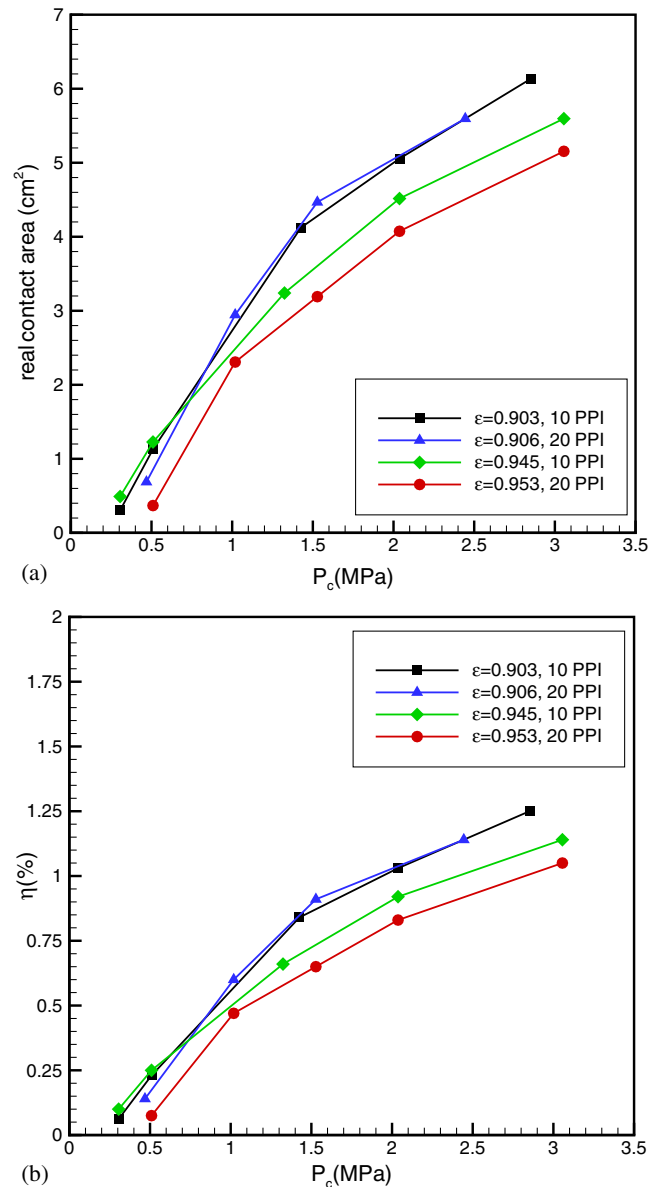 7
6
5
4
3
2
1
0
real contact area (cm²)
0 0.5 1 1.5 2 2.5 3 3.5
P_c(MPa)
ε=0.903, 10 PPI
ε=0.906, 20 PPI
ε=0.945, 10 PPI
ε=0.953, 20 PPI
(a)
2
1.75
1.5
1.25
1
0.75
0.5
0.25
0
η(%)
0 0.5 1 1.5 2 2.5 3 3.5
P_c(MPa)
ε=0.903, 10 PPI
ε=0.906, 20 PPI
ε=0.945, 10 PPI
ε=0.953, 20 PPI
(b)